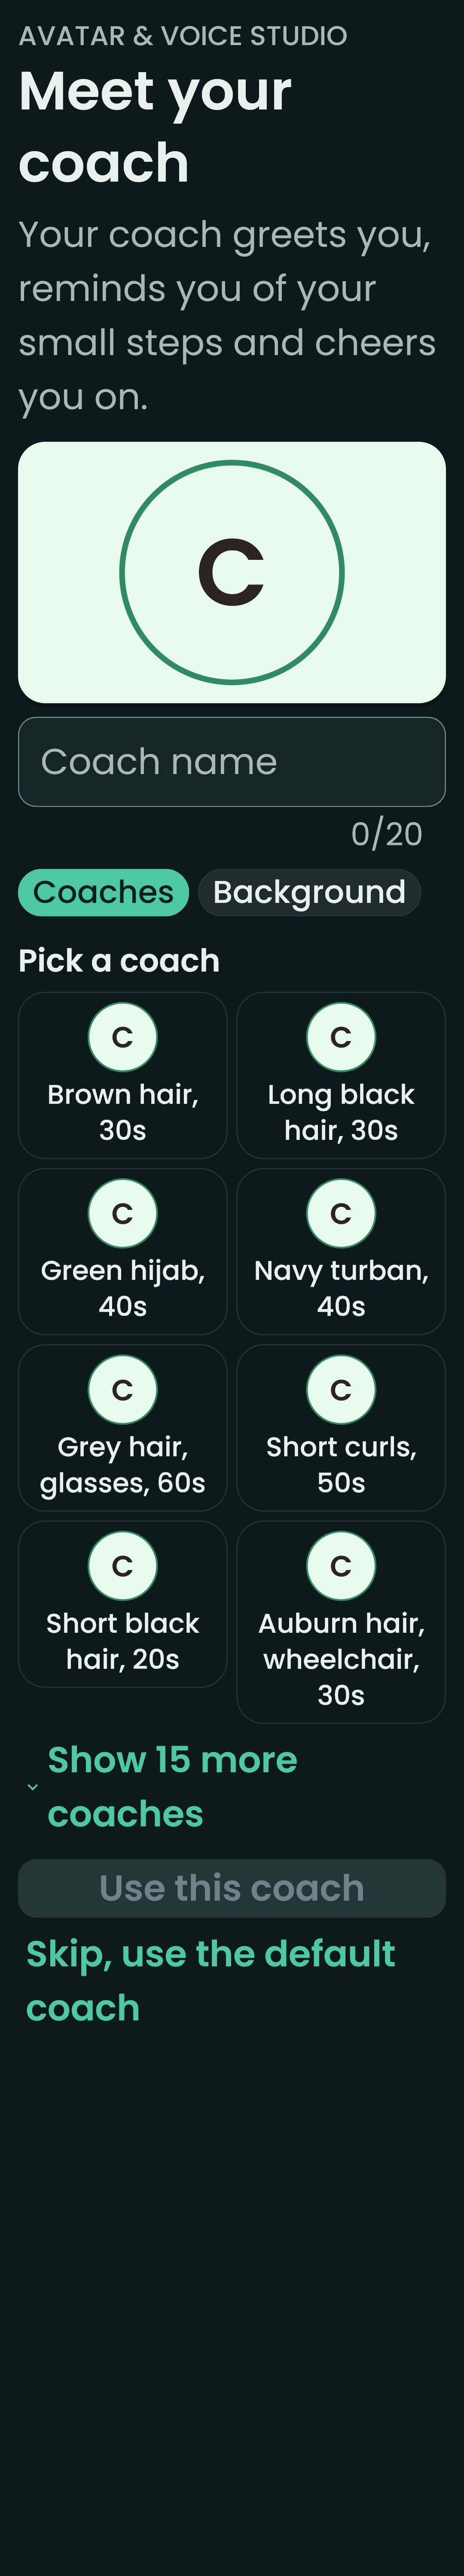 AVATAR & VOICE STUDIO
Meet your
coach
Your coach greets you,
reminds you of your
small steps and cheers
you on.
C
Coach name
0/20
Coaches
Background
Pick a coach
C
Brown hair,
30s
C
Long black
hair, 30s
C
Green hijab,
40s
C
Navy turban,
40s
C
Grey hair,
glasses, 60s
C
Short curls,
50s
C
Short black
hair, 20s
C
Auburn hair,
wheelchair,
30s
Show 15 more
coaches
Use this coach
Skip, use the default
coach